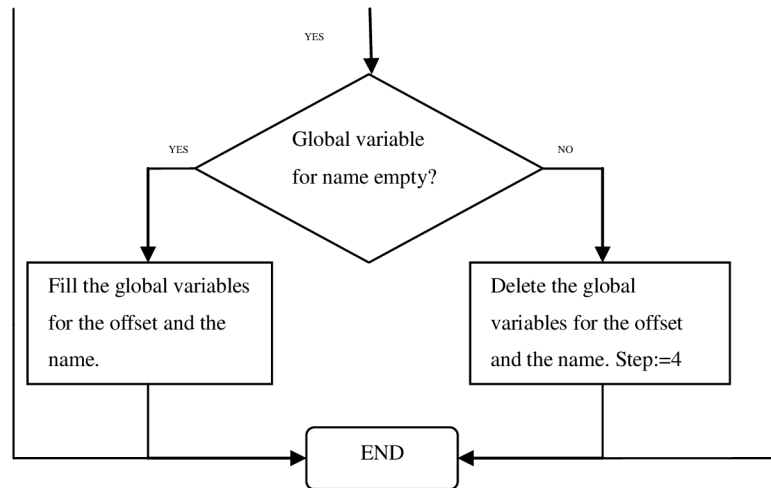 YES
Global variable
for name empty?
YES
NO
Fill the global variables
for the offset and the
name.
Delete the global
variables for the offset
and the name. Step:=4
END